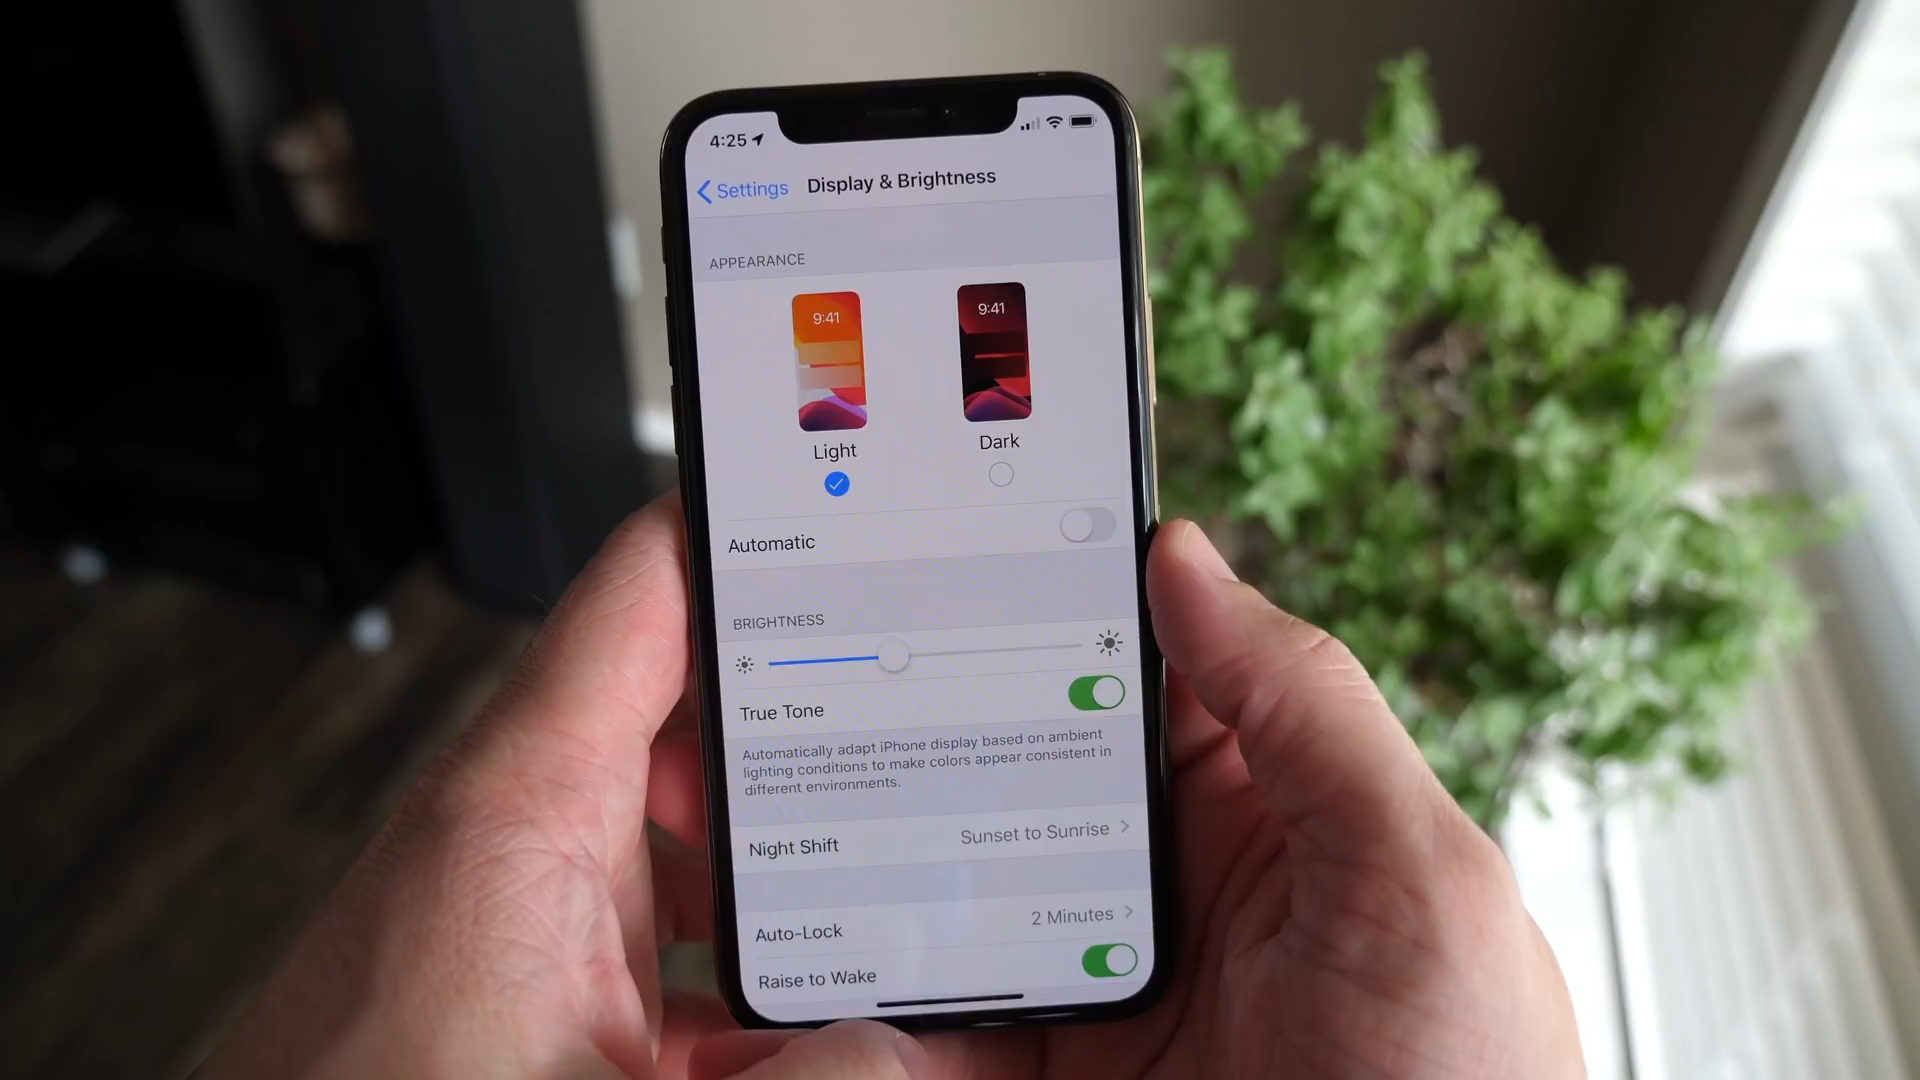 4:25
Settings
Display & Brightness
APPEARANCE
9:41
9:41
Light
Dark
Automatic
BRIGHTNESS
True Tone
Automatically adapt iPhone display based on ambient
lighting conditions to make colors appear consistent in
different environments.
Night Shift
Sunset to Sunrise
Auto-Lock
2 Minutes
Raise to Wake